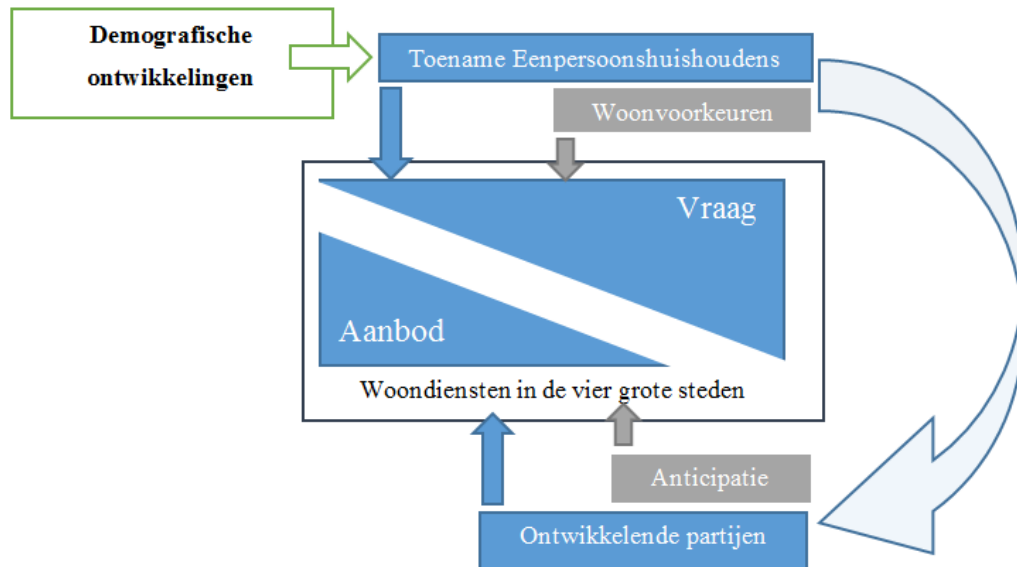 Demografische
ontwikkelingen
Toename Eenpersoonshuishoudens
Woonvoorkeuren
Vraag
Aanbod
Woondiensten in de vier grote steden
Anticipatie
Ontwikkelende partijen